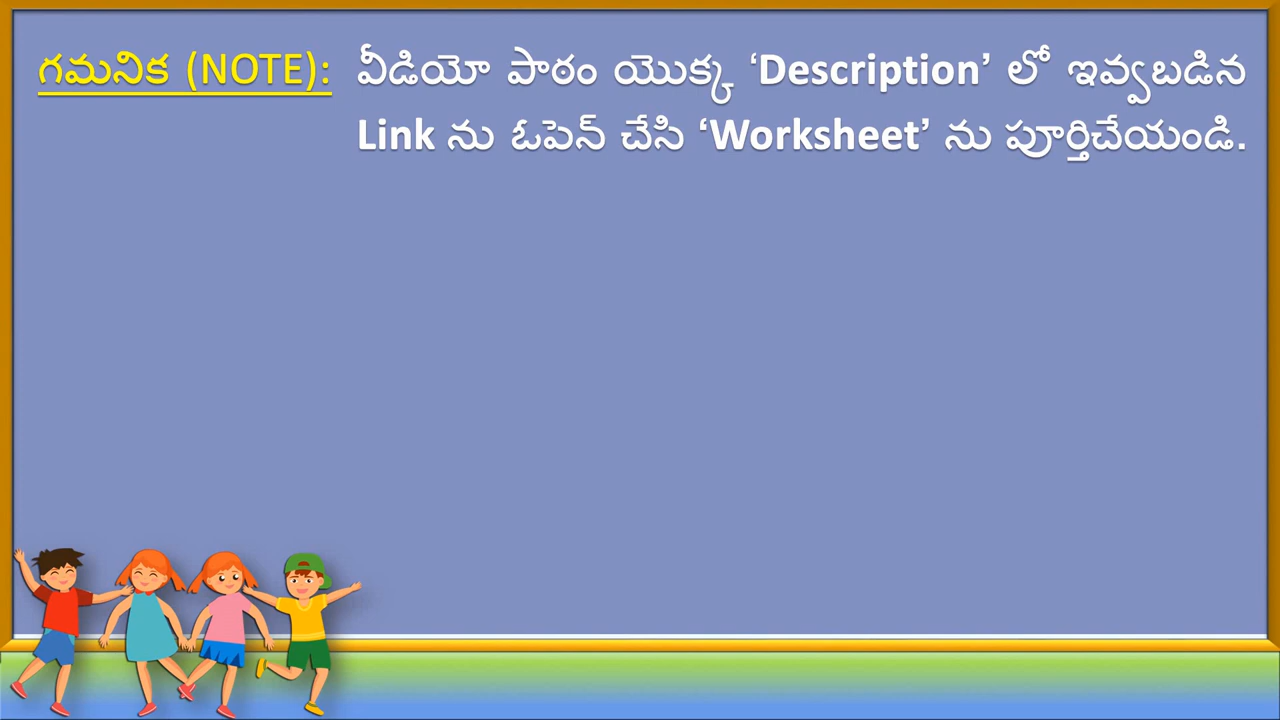 గమనిక (NOTE): వీడియో పాఠం యొక్క ‘Description’ లో ఇవ్వబడిన
Link ను ఓపెన్ చేసి ‘Worksheet’ ను పూర్తిచేయండి.